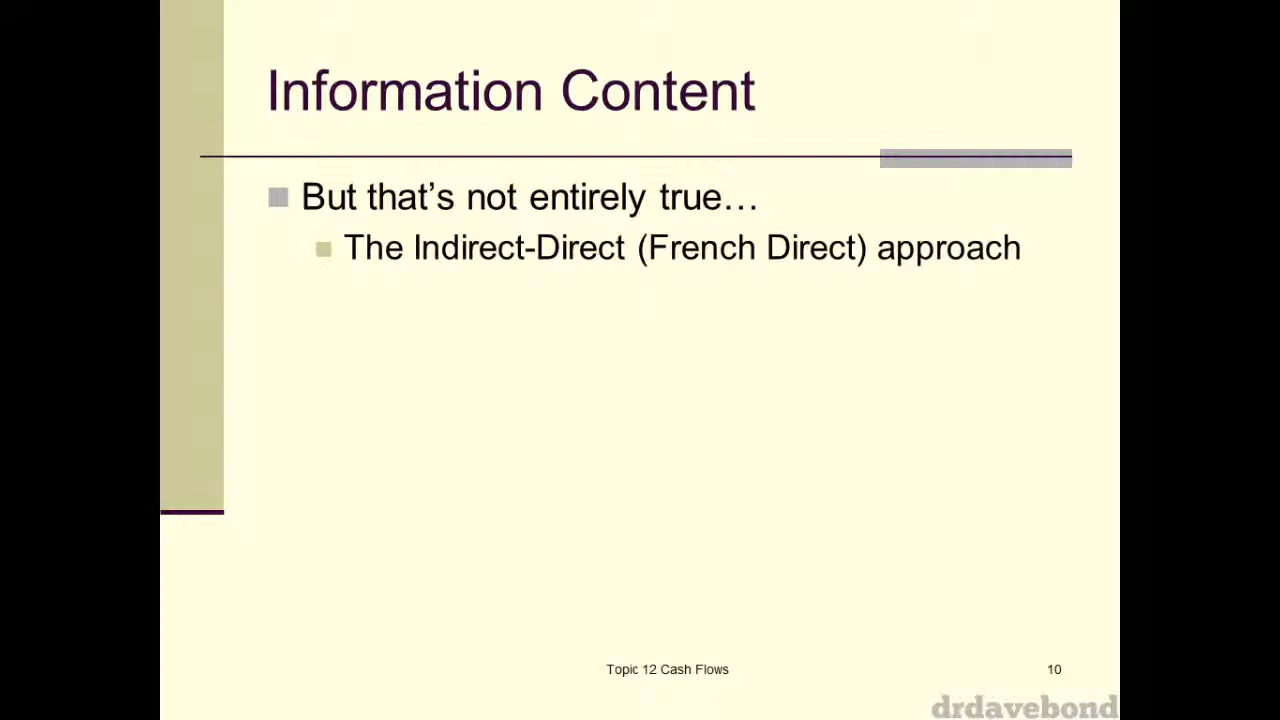 Information Content
But that’s not entirely true…
The Indirect-Direct (French Direct) approach
Topic 12 Cash Flows
10
drdavebond